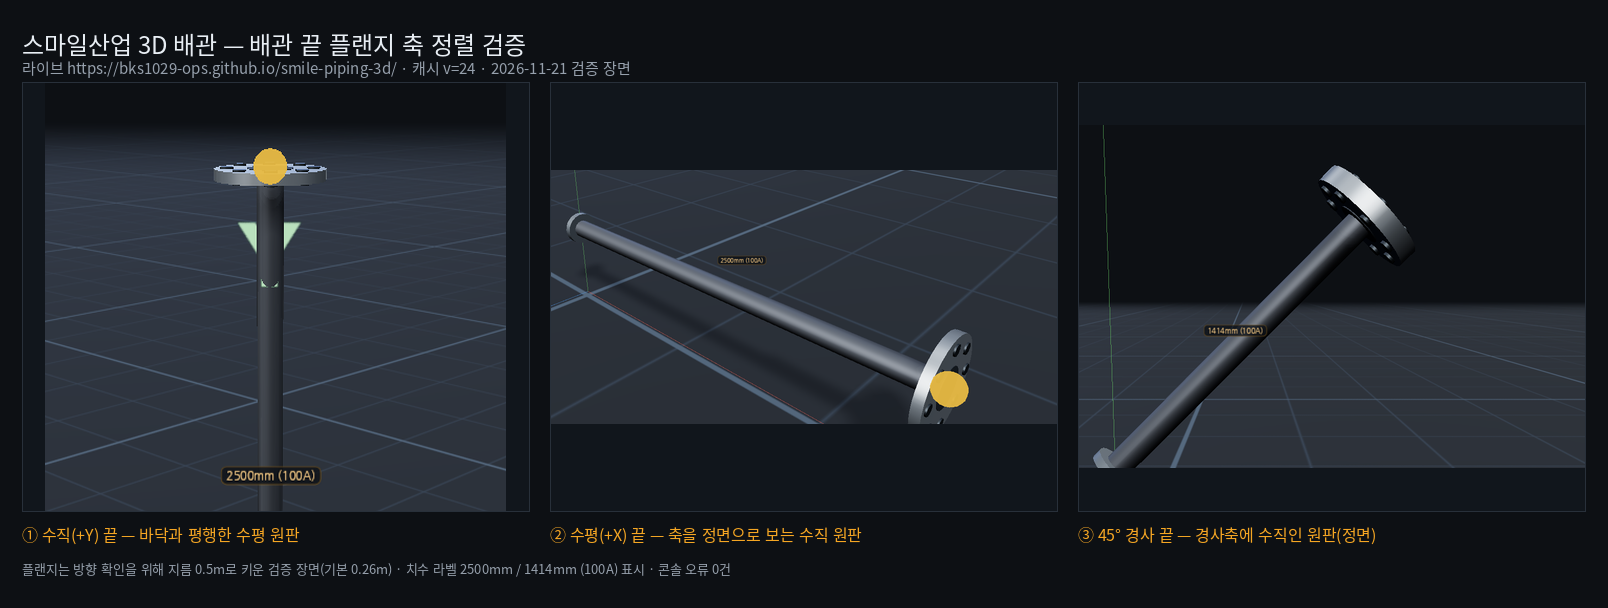 스마일산업 3D 배관 — 배관 끝 플랜지 축 정렬 검증
라이브 https://bks1029-ops.github.io/smile-piping-3d/ · 캐시 v=24 · 2026-11-21 검증 장면
2500mm (100A)
2500mm (100A)
1414mm (100A)
① 수직(+Y) 끝 — 바닥과 평행한 수평 원판
② 수평(+X) 끝 — 축을 정면으로 보는 수직 원판
③ 45° 경사 끝 — 경사축에 수직인 원판(정면)
플랜지는 방향 확인을 위해 지름 0.5m로 키운 검증 장면(기본 0.26m) · 치수 라벨 2500mm / 1414mm (100A) 표시 · 콘솔 오류 0건